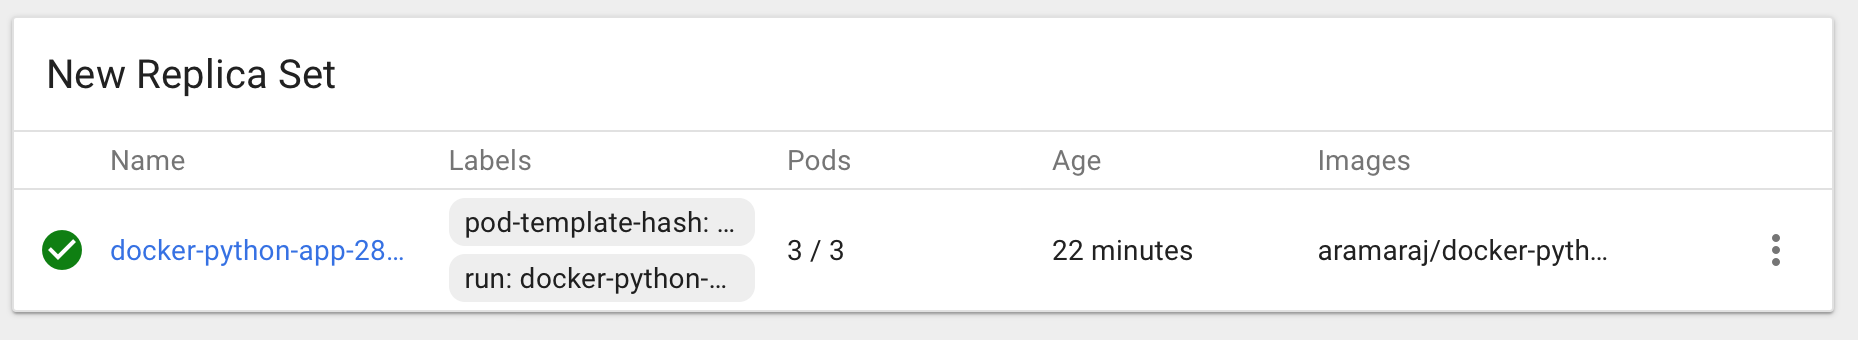 New Replica Set
Name Labels Pods Age Images
docker-python-app-28... pod-template-hash: ... 3 / 3 22 minutes aramaraj/docker-pyth...
run: docker-python-...